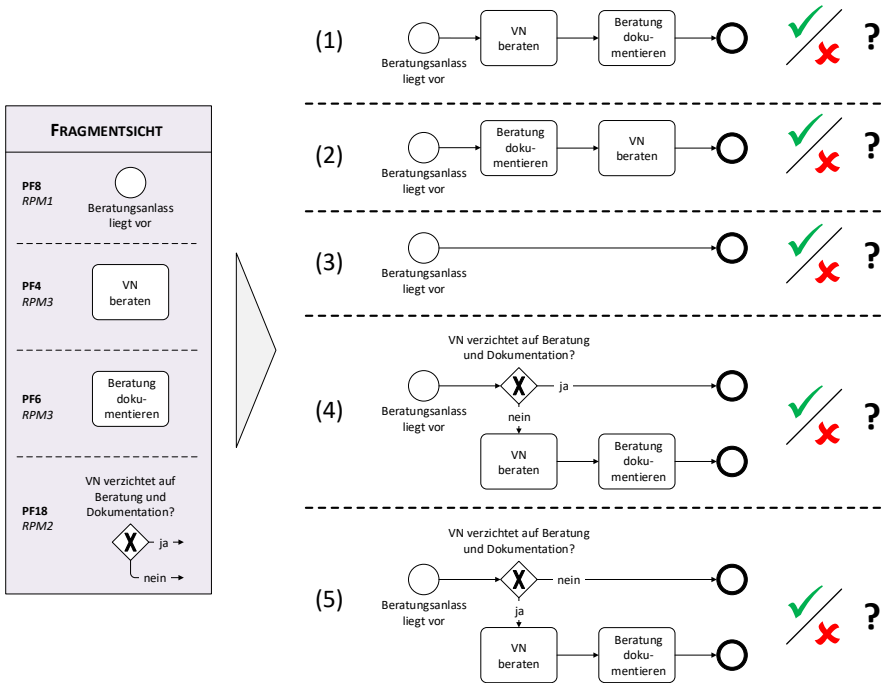 FRAGMENTSICHT
PF8
RPM1
Beratungsanlass
liegt vor
PF4
RPM3
VN
beraten
PF6
RPM3
Beratung
doku-
mentieren
PF18
RPM2
VN verzichtet auf
Beratung und
Dokumentation?
X
ja
nein
(1)
Beratungsanlass
liegt vor
VN
beraten
Beratung
doku-
mentieren
?
(2)
Beratungsanlass
liegt vor
Beratung
doku-
mentieren
VN
beraten
?
(3)
Beratungsanlass
liegt vor
?
(4)
VN verzichtet auf Beratung
und Dokumentation?
Beratungsanlass
liegt vor
X
ja
nein
VN
beraten
Beratung
doku-
mentieren
?
(5)
VN verzichtet auf Beratung
und Dokumentation?
Beratungsanlass
liegt vor
X
nein
ja
VN
beraten
Beratung
doku-
mentieren
?